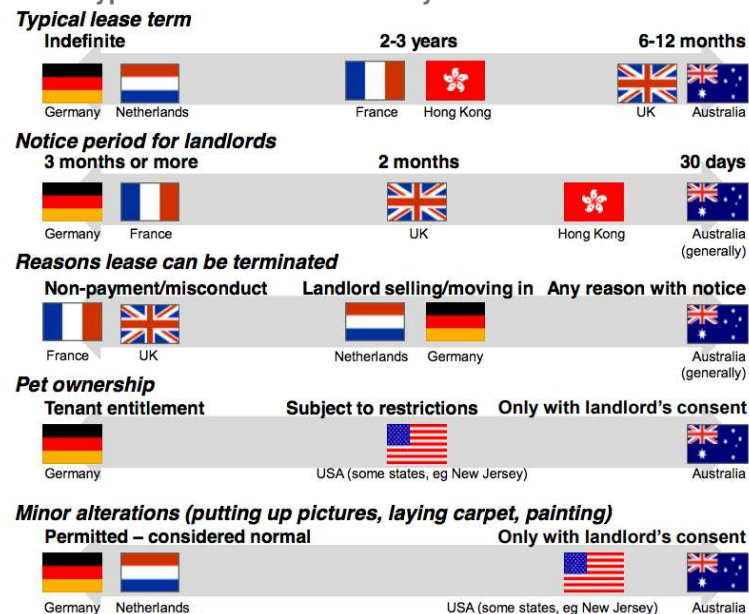 Typical lease term
Indefinite 2-3 years 6-12 months
Germany Netherlands France Hong Kong UK Australia
Notice period for landlords
3 months or more 2 months 30 days
Germany France UK Hong Kong Australia
(generally)
Reasons lease can be terminated
Non-payment/misconduct Landlord selling/moving in Any reason with notice
France UK Netherlands Germany Australia
(generally)
Pet ownership
Tenant entitlement Subject to restrictions Only with landlord's consent
Germany USA (some states, eg New Jersey) Australia
Minor alterations (putting up pictures, laying carpet, painting)
Permitted – considered normal Only with landlord's consent
Germany Netherlands USA (some states, eg New Jersey) Australia